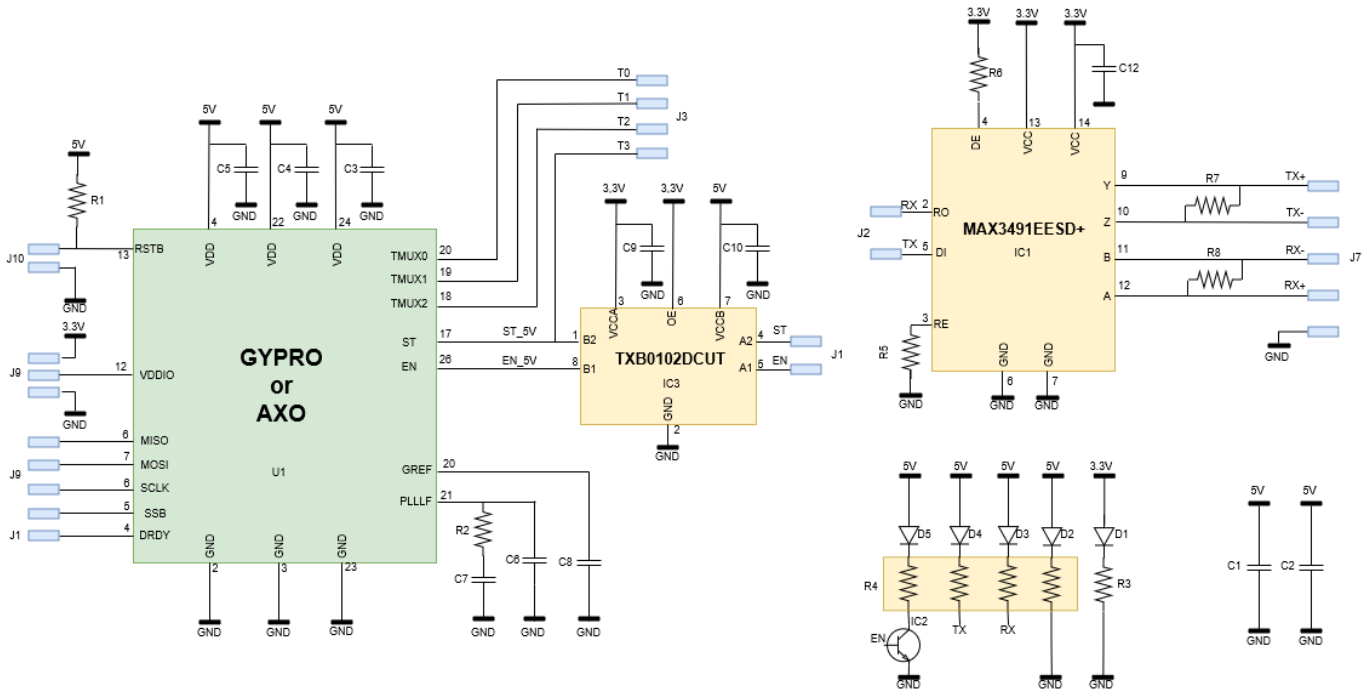 T0
T1
J3
T2
T3
5V
5V
5V
C5
C4
C3
GND
GND
GND
5V
R1
J10
13
RSTB
GND
3.3V
J9
12
VDDIO
GND
6
MISO
7
MOSI
J9
6
SCLK
5
SSB
J1
4
DRDY
4
VDD
22
VDD
24
VDD
GYPRO
or
AXO
U1
TMUX0
20
TMUX1
19
TMUX2
18
ST
17
ST_5V
EN
26
EN_5V
GREF
20
PLLLF
21
R2
C7
C6
C8
GND
GND
GND
GND
2
GND
GND
3
GND
GND
23
GND
3,3V
3,3V
5V
C9
C10
GND
GND
3
VCCA
6
OE
7
VCCB
1
B2
8
B1
TXB0102DCUT
IC3
GND
2
GND
A2
4
ST
A1
5
EN
J1
3.3V
3.3V
3.3V
R6
C12
GND
4
DE
13
VCC
14
VCC
J2
RX
2
RO
TX
5
DI
3
RE
R5
GND
MAX3491EESD+
IC1
Y
9
R7
TX+
Z
10
TX-
B
11
R8
RX-
J7
A
12
RX+
GND
GND
6
GND
GND
7
GND
5V
5V
5V
5V
3.3V
D5
D4
D3
D2
D1
R4
R3
IC2
TX
RX
EN
GND
GND
GND
5V
5V
C1
C2
GND
GND